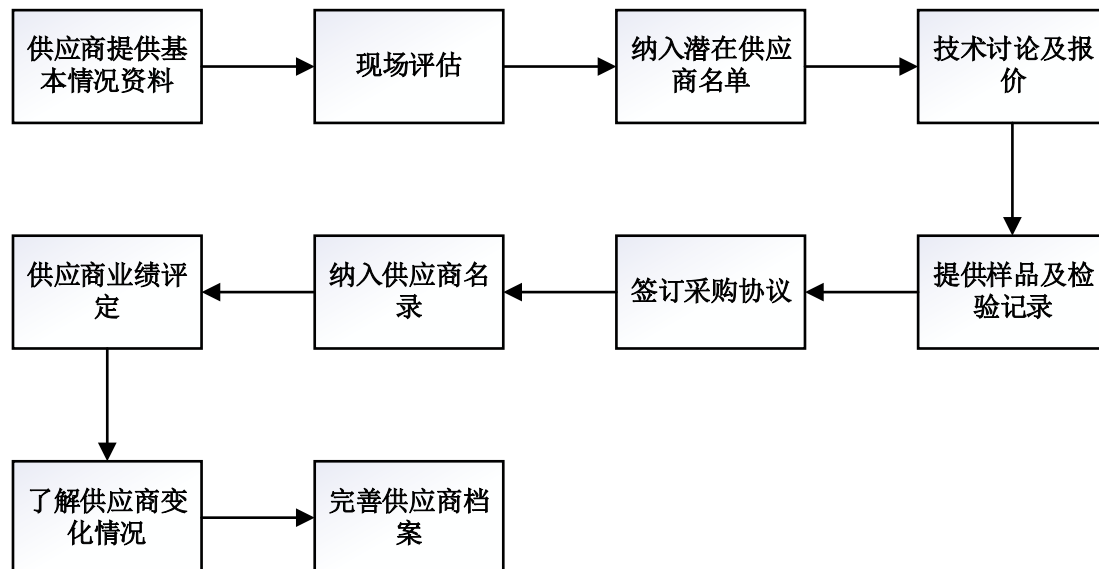 供应商提供基
本情况资料
现场评估
纳入潜在供应
商名单
技术讨论及报
价
提供样品及检
验记录
签订采购协议
纳入供应商名
录
供应商业绩评
定
了解供应商变
化情况
完善供应商档
案